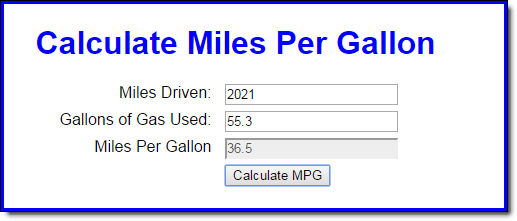 Calculate Miles Per Gallon
Miles Driven: 2021
Gallons of Gas Used: 55.3
Miles Per Gallon 36.5
Calculate MPG